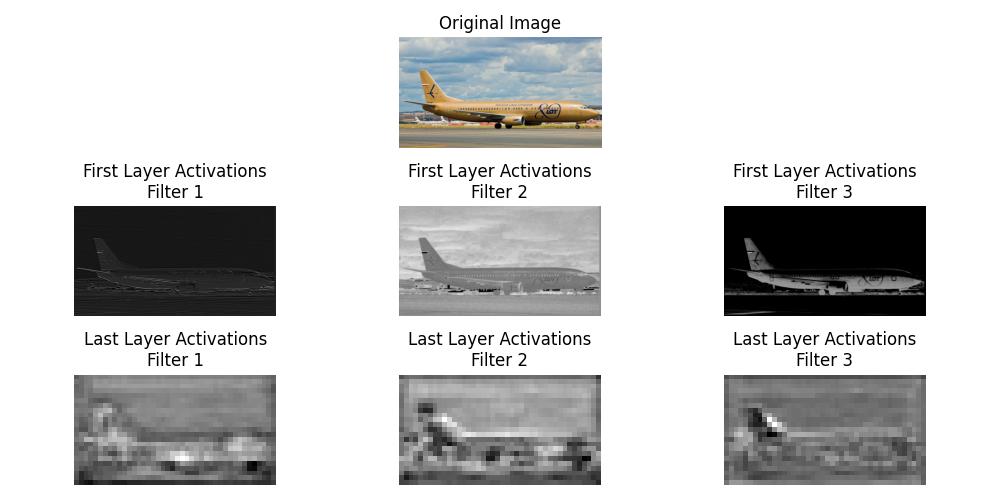 Original Image
LOT
First Layer Activations
Filter 1
First Layer Activations
Filter 2
First Layer Activations
Filter 3
Last Layer Activations
Filter 1
Last Layer Activations
Filter 2
Last Layer Activations
Filter 3